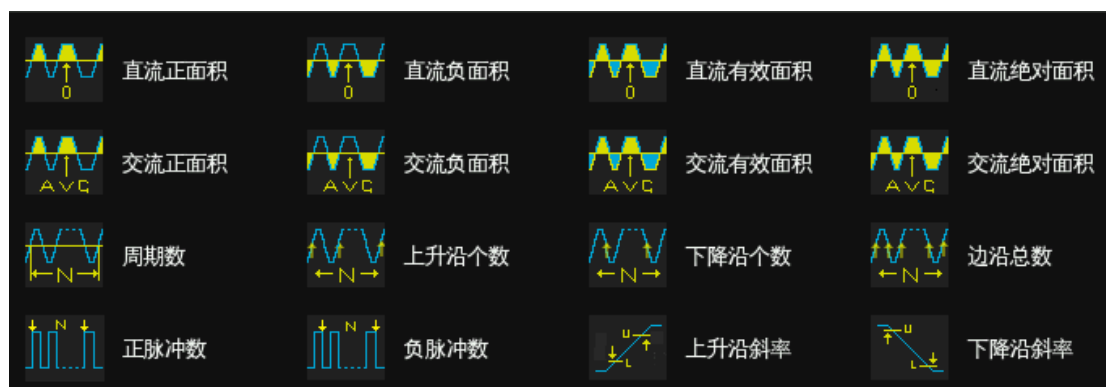 直流正面积 直流负面积 直流有效面积 直流绝对面积
0 0 0 0
交流正面积 交流负面积 交流有效面积 交流绝对面积
AVG AVG AVG AVG
周期数 上升沿个数 下降沿个数 边沿总数
N N N N
N N U U
正脉冲数 负脉冲数 上升沿斜率 下降沿斜率
L L